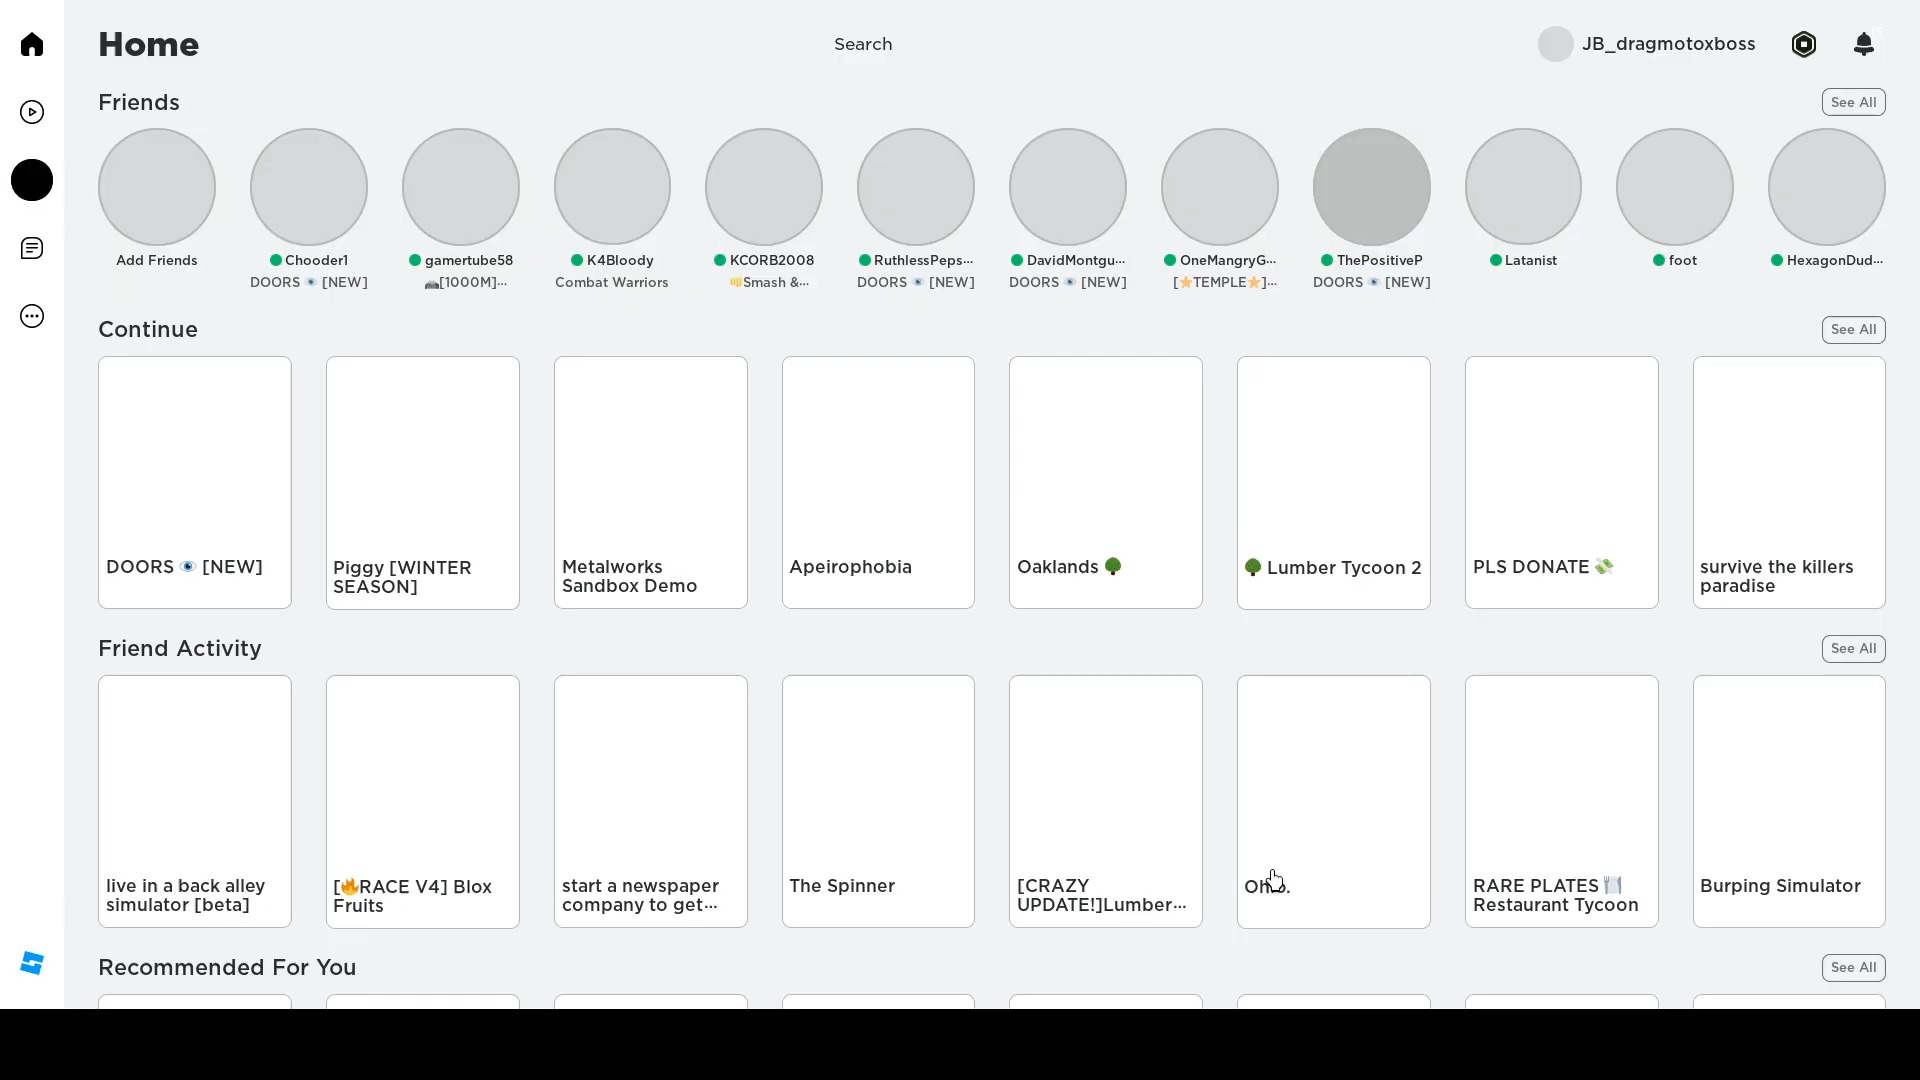 Home
Search
JB_dragmotoxboss
Friends
See All
Add Friends
Chooder1
gamertube58
K4Bloody
KCORB2008
RuthlessPeps...
DavidMontgu...
OneMangryG...
ThePositiveP
Latanist
foot
HexagonDud...
DOORS 👁️ [NEW]
[1000M]...
Combat Warriors
👊Smash &...
DOORS 👁️ [NEW]
DOORS 👁️ [NEW]
[⭐TEMPLE⭐]...
DOORS 👁️ [NEW]
Continue
See All
DOORS 👁️ [NEW]
Piggy [WINTER
SEASON]
Metalworks
Sandbox Demo
Apeirophobia
Oaklands 🌳
🌳 Lumber Tycoon 2
PLS DONATE 💸
survive the killers
paradise
Friend Activity
See All
live in a back alley
simulator [beta]
[🔥RACE V4] Blox
Fruits
start a newspaper
company to get...
The Spinner
[CRAZY
UPDATE!]Lumber...
RARE PLATES 🍽️
Restaurant Tycoon
Burping Simulator
Recommended For You
See All